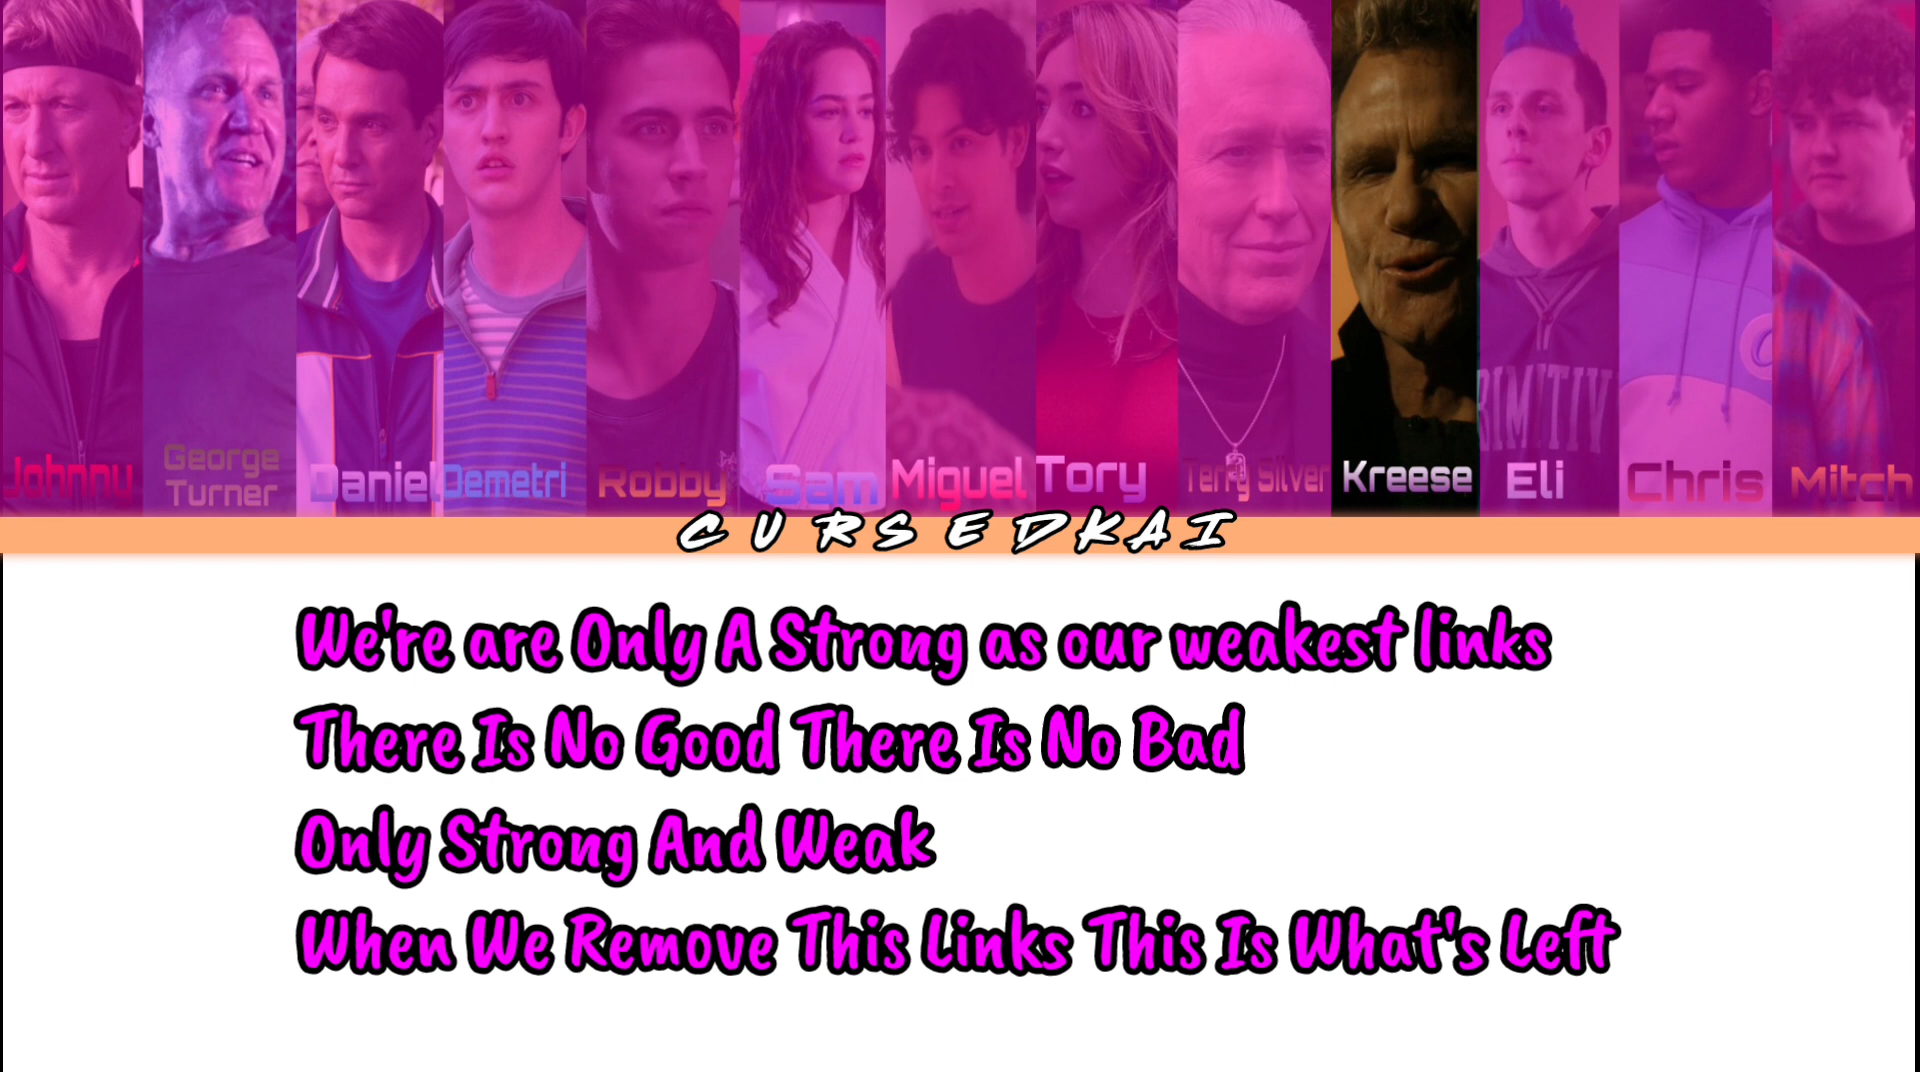 Johnny
George
Turner
Daniel
Demetri
Robby
Sam
Miguel
Tory
Terry Silver
Kreese
Eli
Chris
Mitch
CURSEDKAI
We're are Only A Strong as our weakest links
There Is No Good There Is No Bad
Only Strong And Weak
When We Remove This Links This Is What's Left